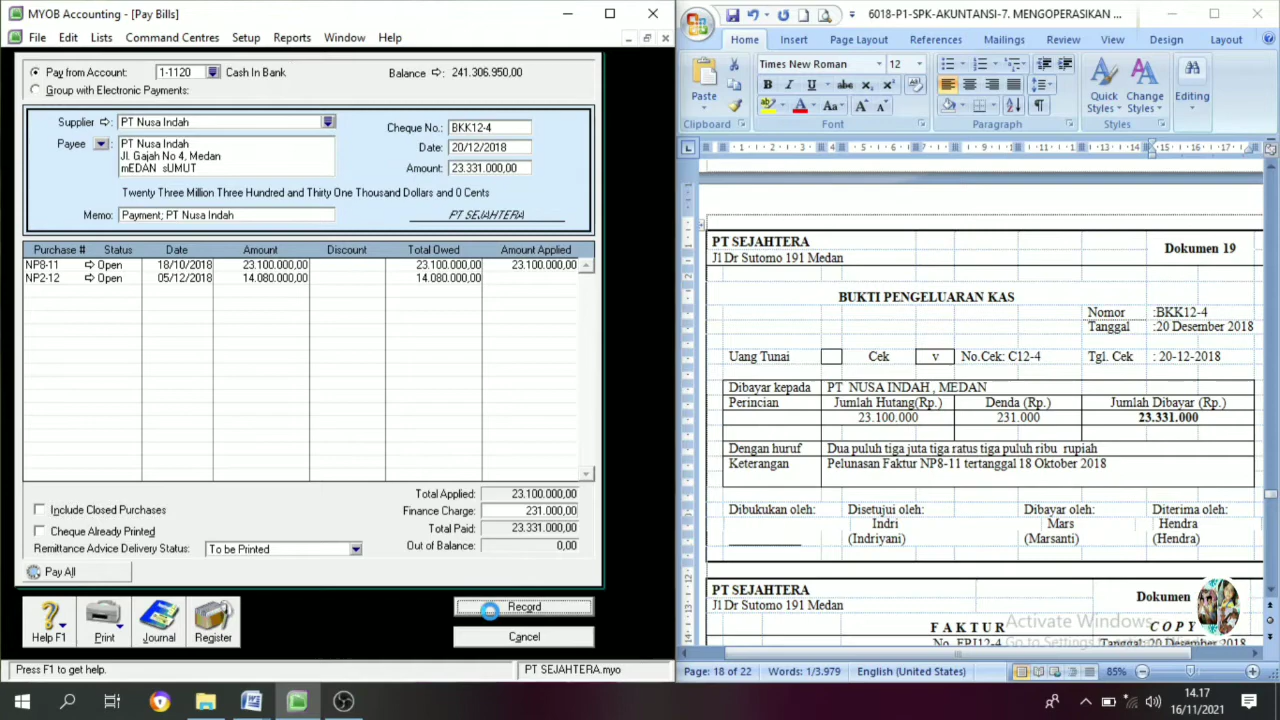 MYOB Accounting - [Pay Bills]
File Edit Lists Command Centres Setup Reports Window Help
Pay from Account: 1-1120 Cash In Bank Balance 241.306.950,00
Group with Electronic Payments:
Supplier PT Nusa Indah
Payee PT Nusa Indah
Jl. Gajah No 4, Medan
mEDAN sUMUT
Cheque No.: BKK12-4
Date: 20/12/2018
Amount: 23.331.000,00
Twenty Three Million Three Hundred and Thirty One Thousand Dollars and 0 Cents
Memo: Payment; PT Nusa Indah PT SEJAHTERA
Purchase # Status Date Amount Discount Total Owed Amount Applied
NP8-11 Open 18/10/2018 23.100.000,00 23.100.000,00 23.100.000,00
NP2-12 Open 05/12/2018 14.080.000,00 14.080.000,00
Total Applied: 23.100.000,00
Include Closed Purchases Finance Charge: 231.000,00
Cheque Already Printed Total Paid: 23.331.000,00
Remittance Advice Delivery Status: To be Printed Out of Balance: 0,00
Pay All
Record
Help F1 Print Journal Register Cancel
Press F1 to get help. PT SEJAHTERA.myo
6018-P1-SPK-AKUNTANSI-7. MENGOPERASIKAN ...
Home Insert Page Layout References Mailings Review View Design Layout
Times New Roman 12
Paste Quick Styles Change Styles Editing
Clipboard Font Paragraph Styles
PT SEJAHTERA Dokumen 19
Jl Dr Sutomo 191 Medan
BUKTI PENGELUARAN KAS
Nomor :BKK12-4
Tanggal :20 Desember 2018
Uang Tunai Cek v No.Cek: C12-4 Tgl. Cek : 20-12-2018
Dibayar kepada PT NUSA INDAH , MEDAN
Perincian Jumlah Hutang(Rp.) Denda (Rp.) Jumlah Dibayar (Rp.)
23.100.000 231.000 23.331.000
Dengan huruf Dua puluh tiga juta tiga ratus tiga puluh ribu rupiah
Keterangan Pelunasan Faktur NP8-11 tertanggal 18 Oktober 2018
Dibukukan oleh: Disetujui oleh: Dibayar oleh: Diterima oleh:
Indri Mars Hendra
(Indriyani) (Marsanti) (Hendra)
PT SEJAHTERA Dokumen
Jl Dr Sutomo 191 Medan
FAKTUR COPY
Activate Windows
Page: 18 of 22 Words: 1/3.979 English (United States) 85%
14.17
16/11/2021